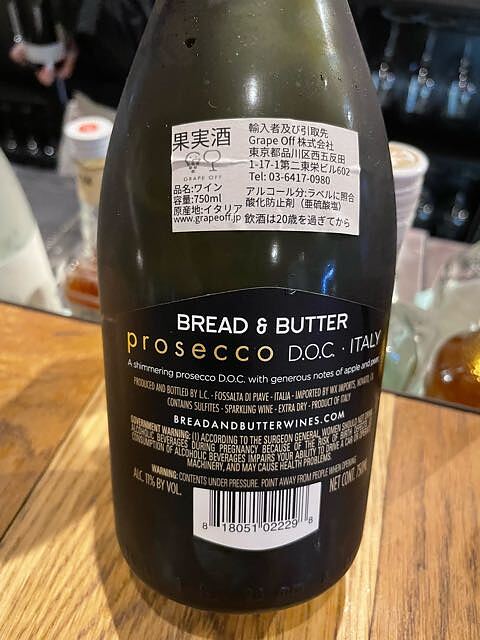 果実酒
GRAPE OFF
品名:ワイン
容量:750ml
原産地:イタリア
www.grapeoff.jp
輸入者及び引取先
Grape Off 株式会社
東京都品川区西五反田
1-17-1第二東栄ビル602
Tel: 03-6417-0980
アルコール分:ラベルに照合
酸化防止剤（亜硫酸塩）
飲酒は20歳を過ぎてから
BREAD & BUTTER
prosecco D.O.C. · ITALY
A shimmering prosecco D.O.C. with generous notes of apple and pear.
PRODUCED AND BOTTLED BY L.C. - FOSSALTA DI PIAVE - ITALIA - IMPORTED BY WX IMPORTS, NOVATO, CA
CONTAINS SULFITES - SPARKLING WINE - EXTRA DRY - PRODUCT OF ITALY
BREADANDBUTTERWINES.COM
GOVERNMENT WARNING: (1) ACCORDING TO THE SURGEON GENERAL, WOMEN SHOULD NOT DRINK
ALCOHOLIC BEVERAGES DURING PREGNANCY BECAUSE OF THE RISK OF BIRTH DEFECTS. (2)
CONSUMPTION OF ALCOHOLIC BEVERAGES IMPAIRS YOUR ABILITY TO DRIVE A CAR OR OPERATE
MACHINERY, AND MAY CAUSE HEALTH PROBLEMS.
WARNING: CONTENTS UNDER PRESSURE. POINT AWAY FROM PEOPLE WHEN OPENING.
ALC. 11% BY VOL.
NET CONT. 750ML
8 18051 02229 8